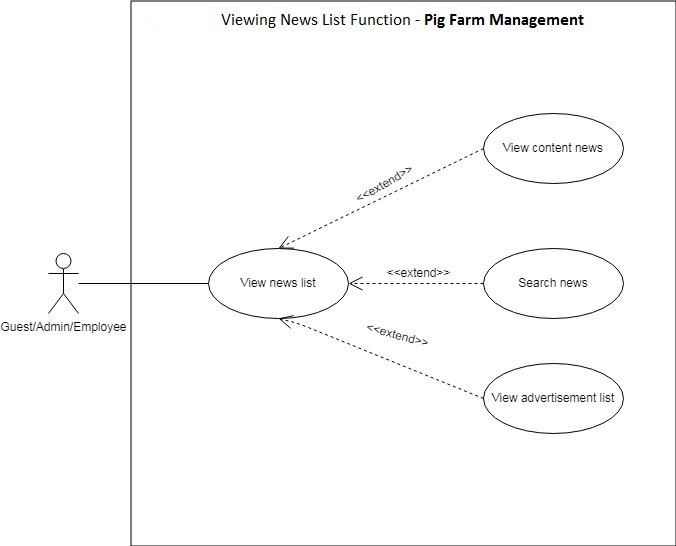 Viewing News List Function - Pig Farm Management
View content news
<<extend>>
View news list
<<extend>>
Search news
Guest/Admin/Employee
<<extend>>
View advertisement list